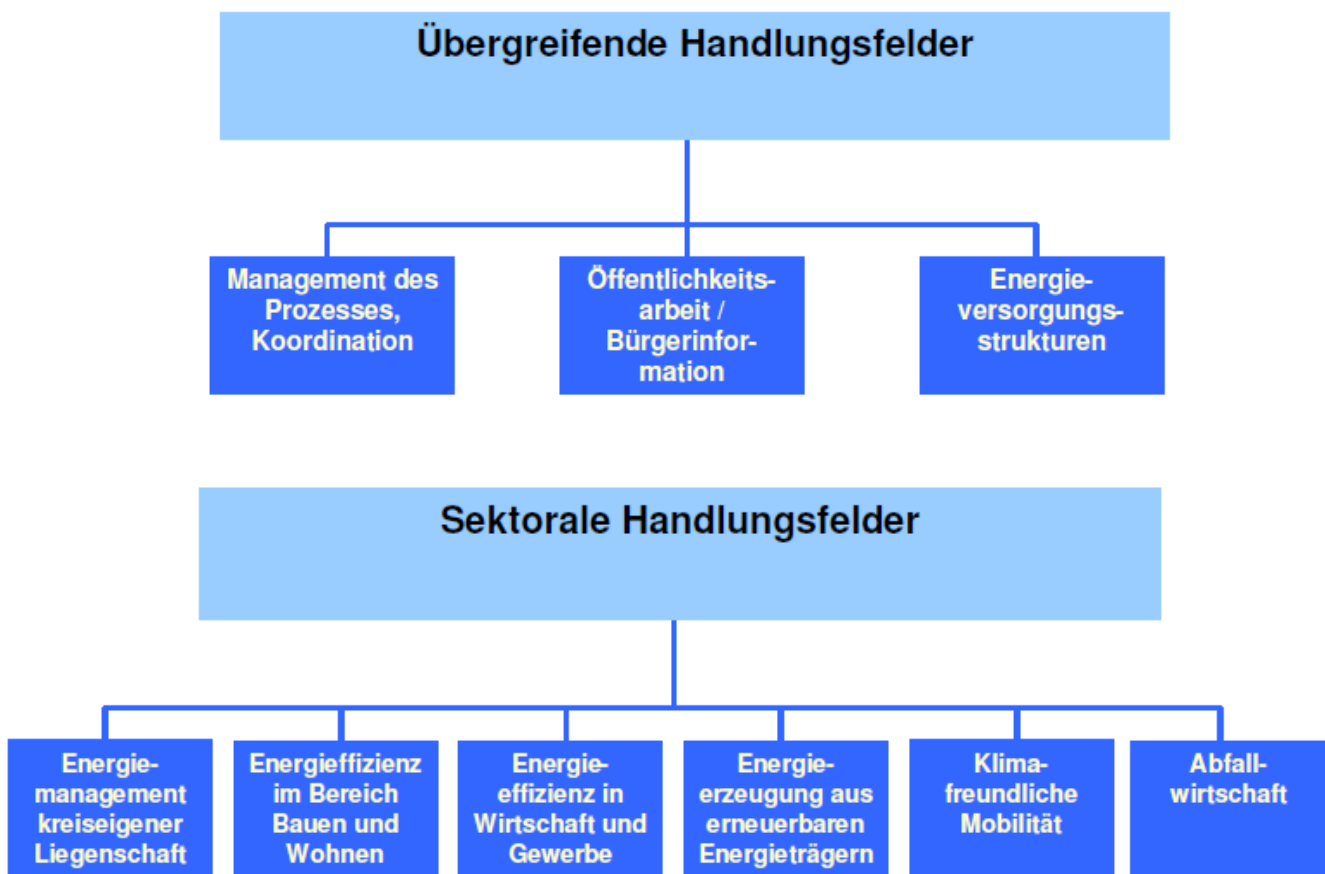 Übergreifende Handlungsfelder
Management des
Prozesses,
Koordination
Öffentlichkeits-
arbeit /
Bürgerinfor-
mation
Energie-
versorgungs-
strukturen
Sektorale Handlungsfelder
Energie-
management
kreiseigener
Liegenschaft
Energieffizienz
im Bereich
Bauen und
Wohnen
Energie-
effizienz in
Wirtschaft und
Gewerbe
Energie-
erzeugung aus
erneuerbaren
Energieträgern
Klima-
freundliche
Mobilität
Abfall-
wirtschaft